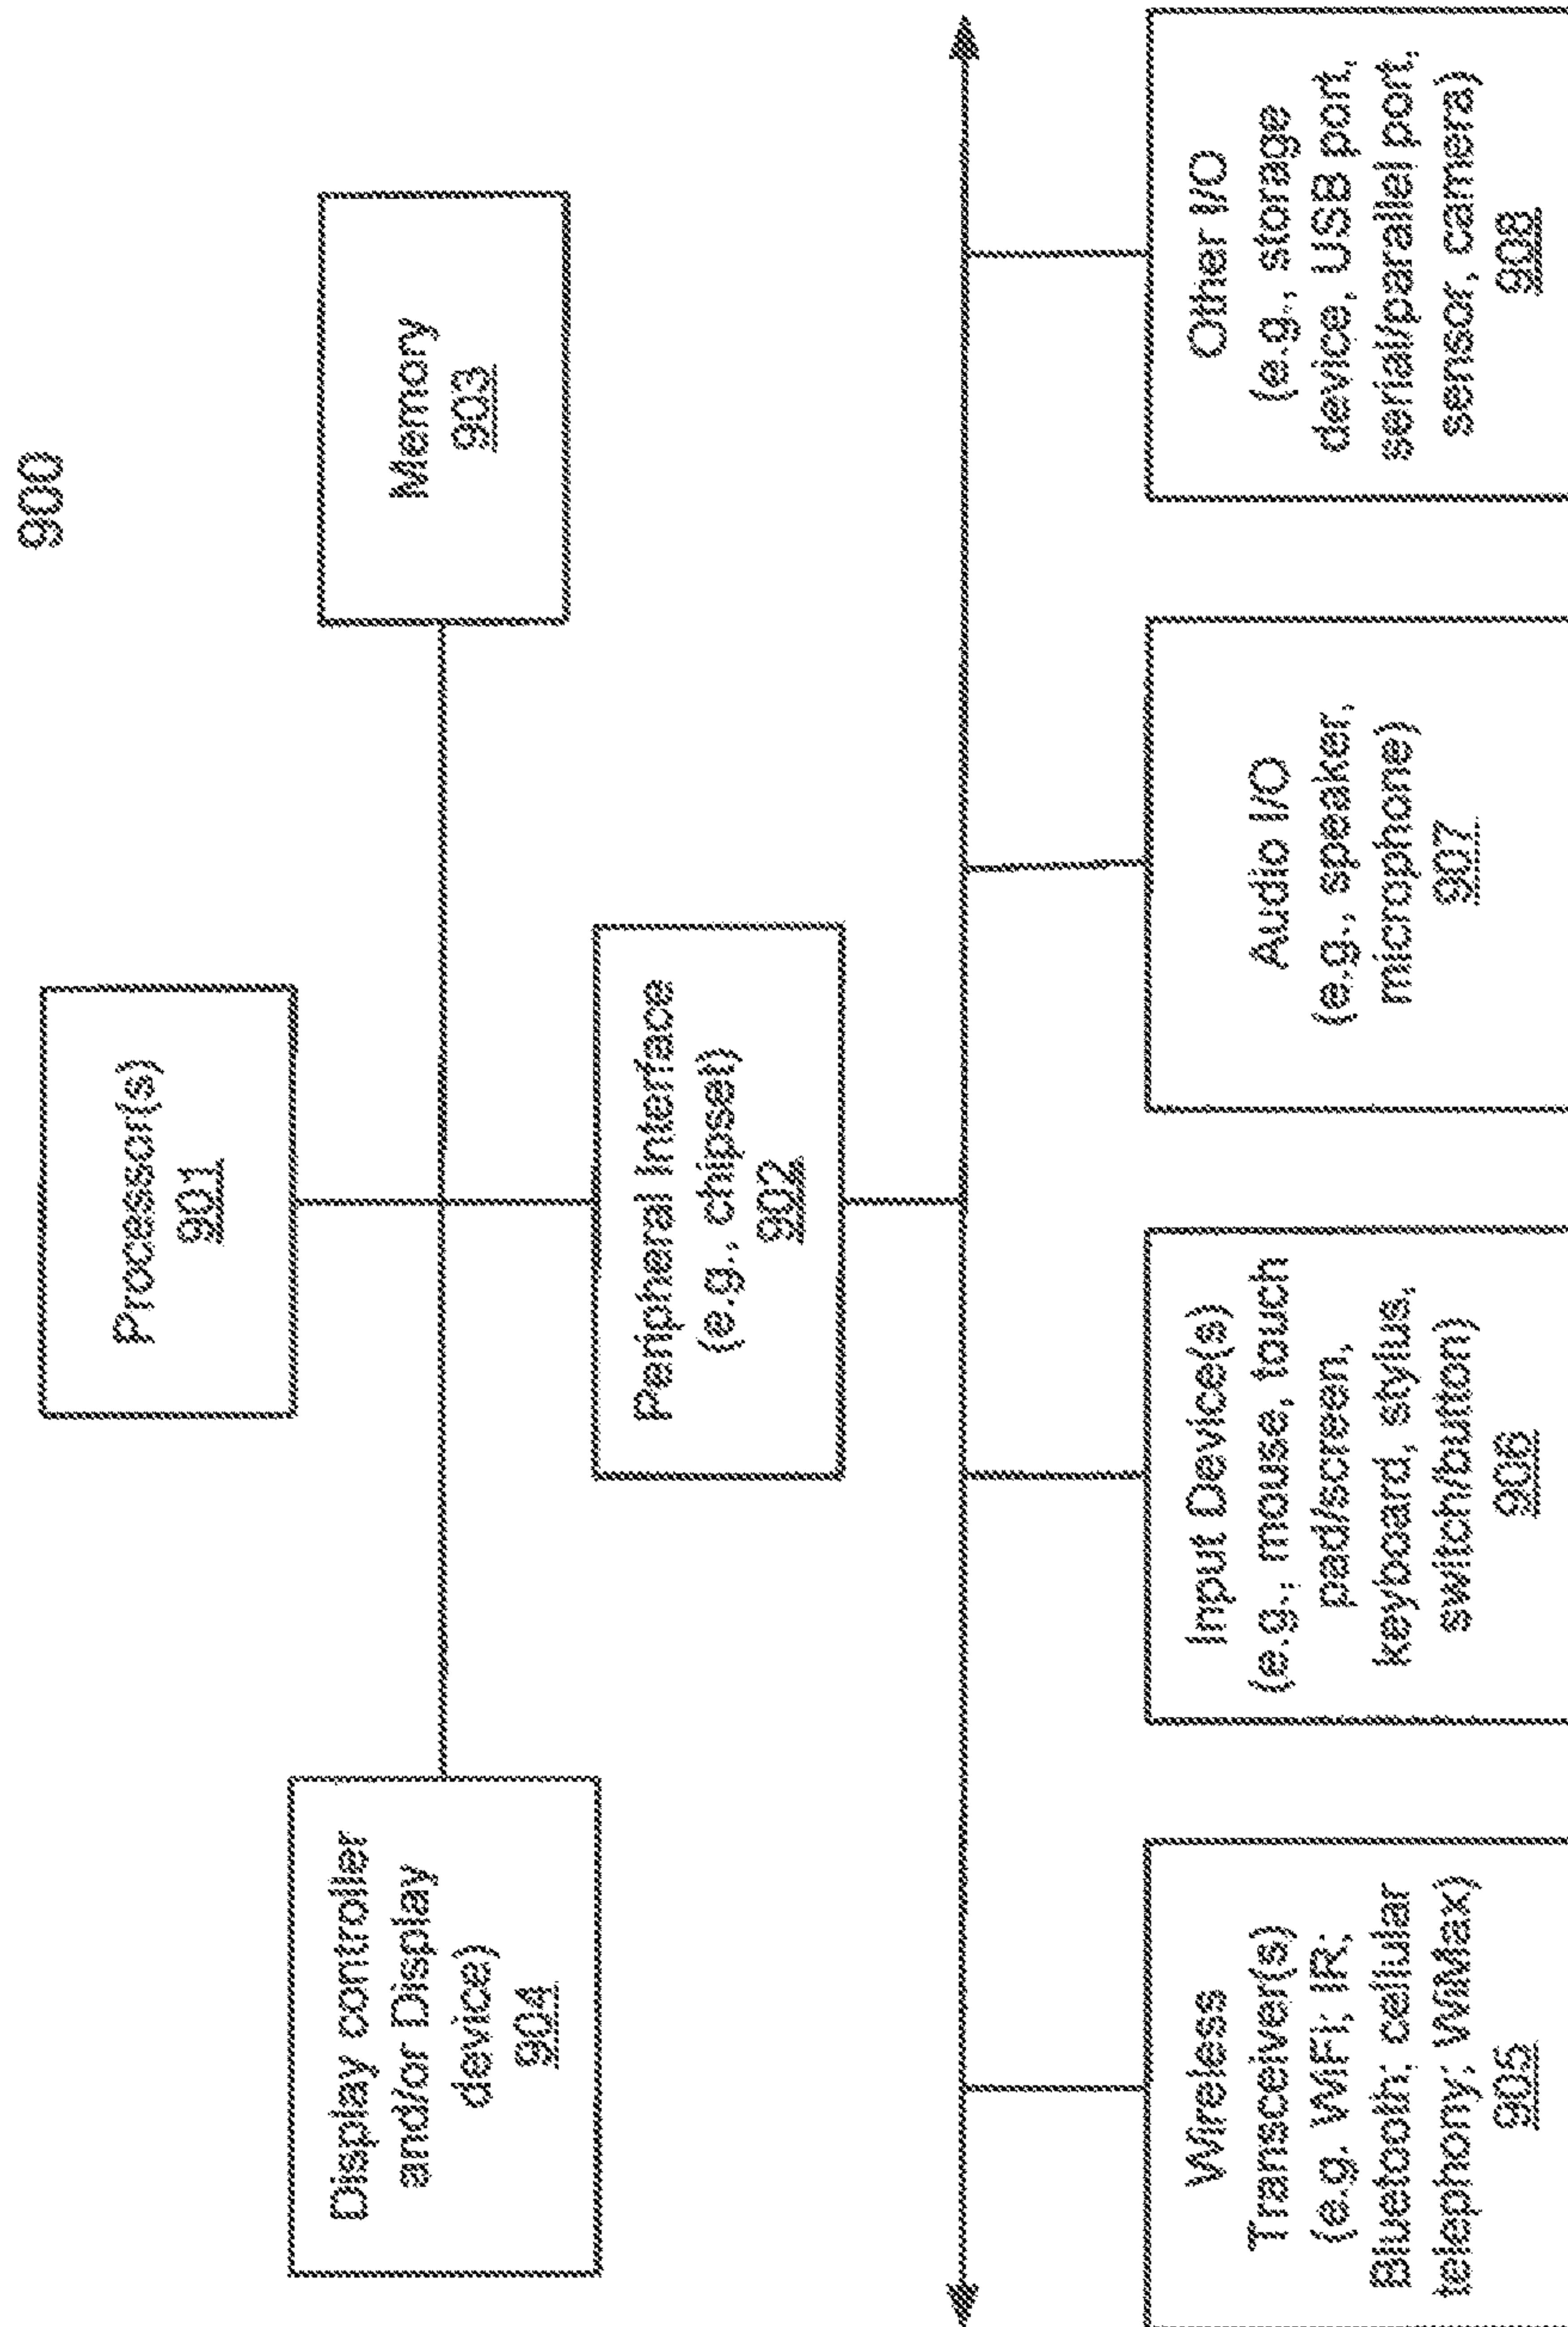 900
Processor(s)
901
Memory
903
Display controller
and/or Display
device)
904
Peripheral Interface
(e.g., chipset)
902
Wireless
Transceiver(s)
(e.g. WiFi; IR;
Bluetooth; cellular
telephony; WiMax)
905
Input Device(s)
(e.g., mouse, touch
pad/screen,
keyboard, stylus,
switch/button)
906
Audio I/O
(e.g., speaker,
microphone)
907
Other I/O
(e.g., storage
device, USB port,
serial/parallel port,
sensor, camera)
908